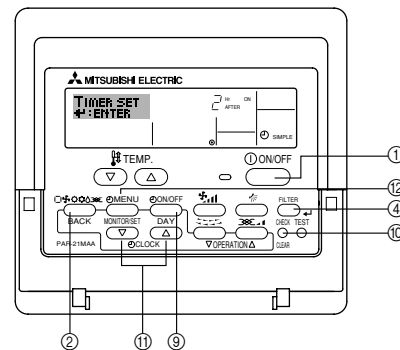 MITSUBISHI ELECTRIC
TIMER SET
:ENTER
2 Hr ON
AFTER
SIMPLE
TEMP.
ON/OFF
MENU
ON/OFF
FILTER
BACK
MONITOR/SET
DAY
CHECK TEST
PAR-21MAA
CLOCK
OPERATION
CLEAR
①
⑫
④
⑩
②
⑪
⑨